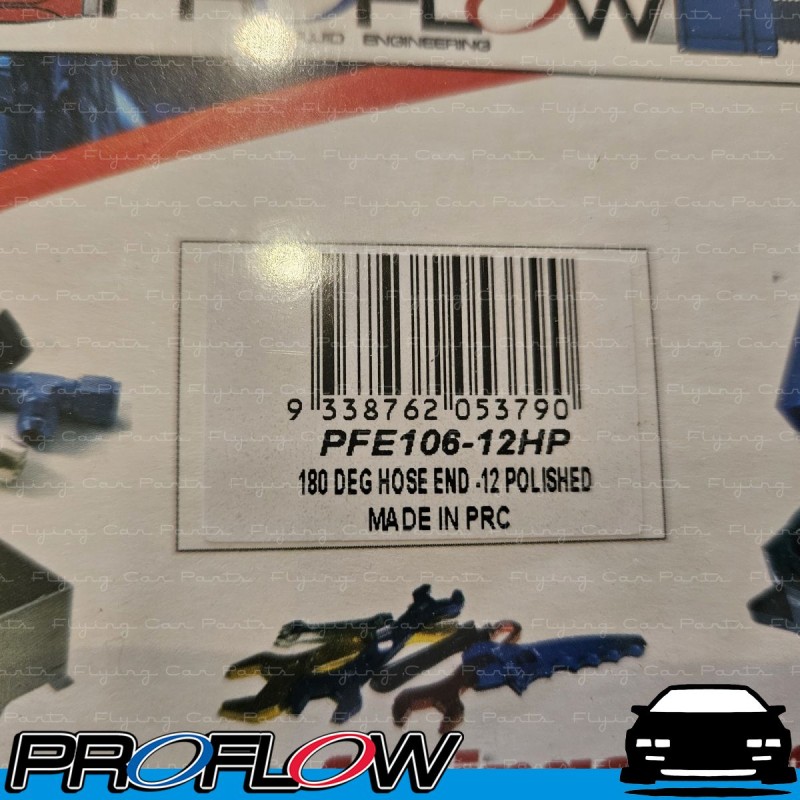 PROFLOW
FLUID ENGINEERING
Flying Car Parts
9 338762 053790
PFE106-12HP
180 DEG HOSE END -12 POLISHED
MADE IN PRC
PROFLOW